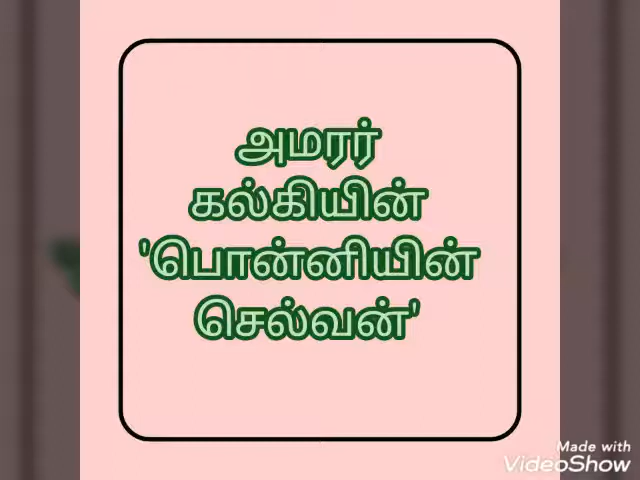 அமரர்
கல்கியின்
'பொன்னியின்
செல்வன்'
Made with
VideoShow